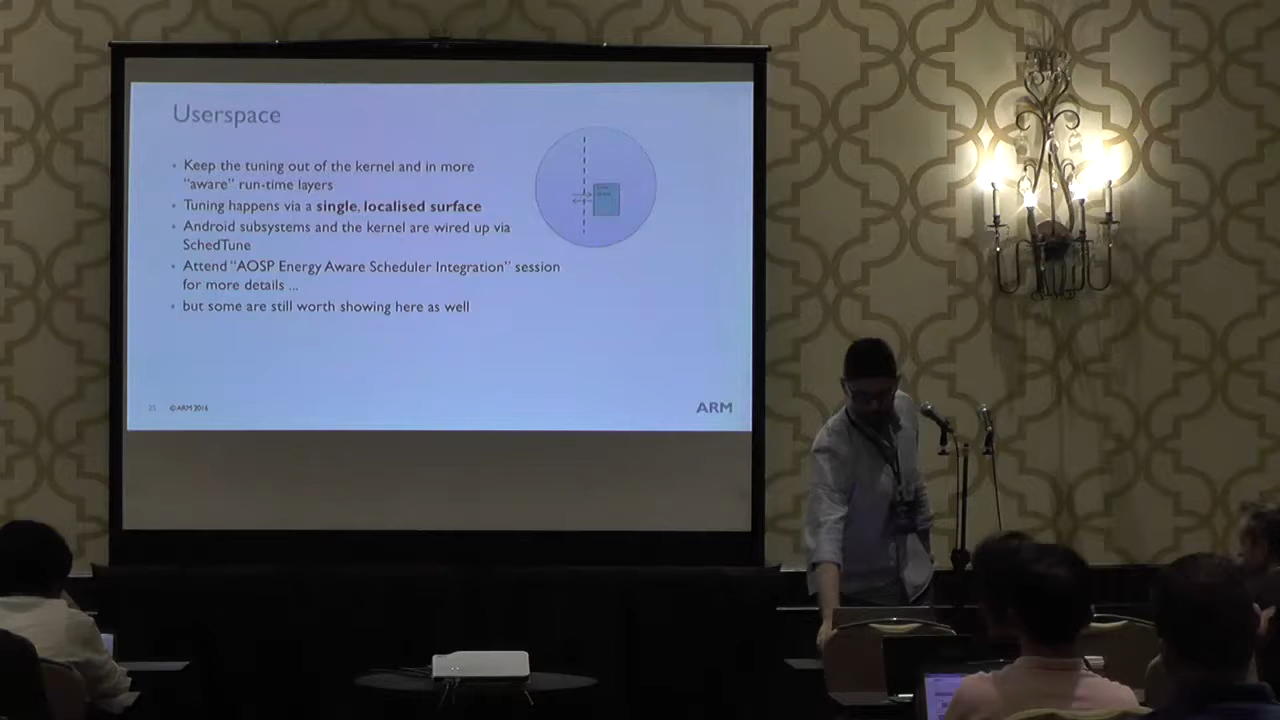 Userspace
• Keep the tuning out of the kernel and in more
"aware" run-time layers
• Tuning happens via a single, localised surface
• Android subsystems and the kernel are wired up via
SchedTune
• Attend "AOSP Energy Aware Scheduler Integration" session
for more details ...
• but some are still worth showing here as well
© ARM 2016
ARM